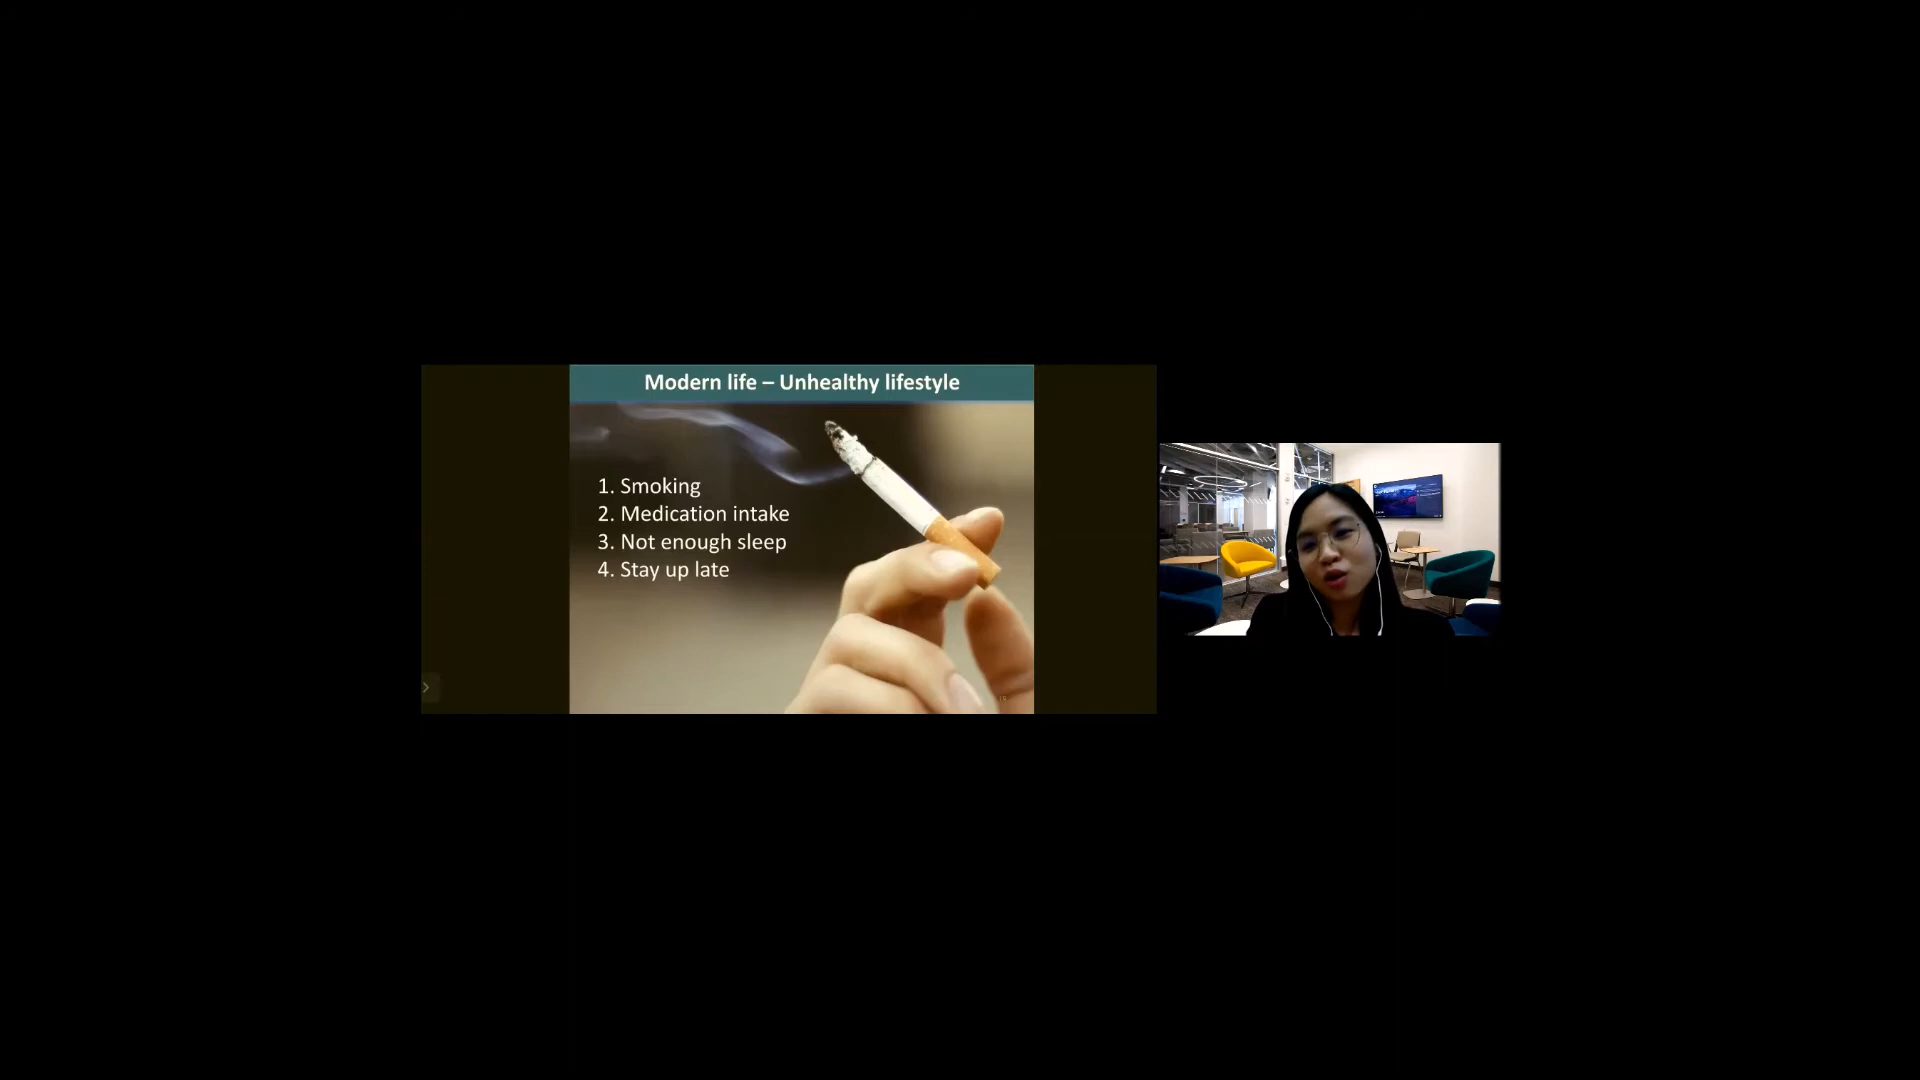 Modern life – Unhealthy lifestyle
1. Smoking
2. Medication intake
3. Not enough sleep
4. Stay up late